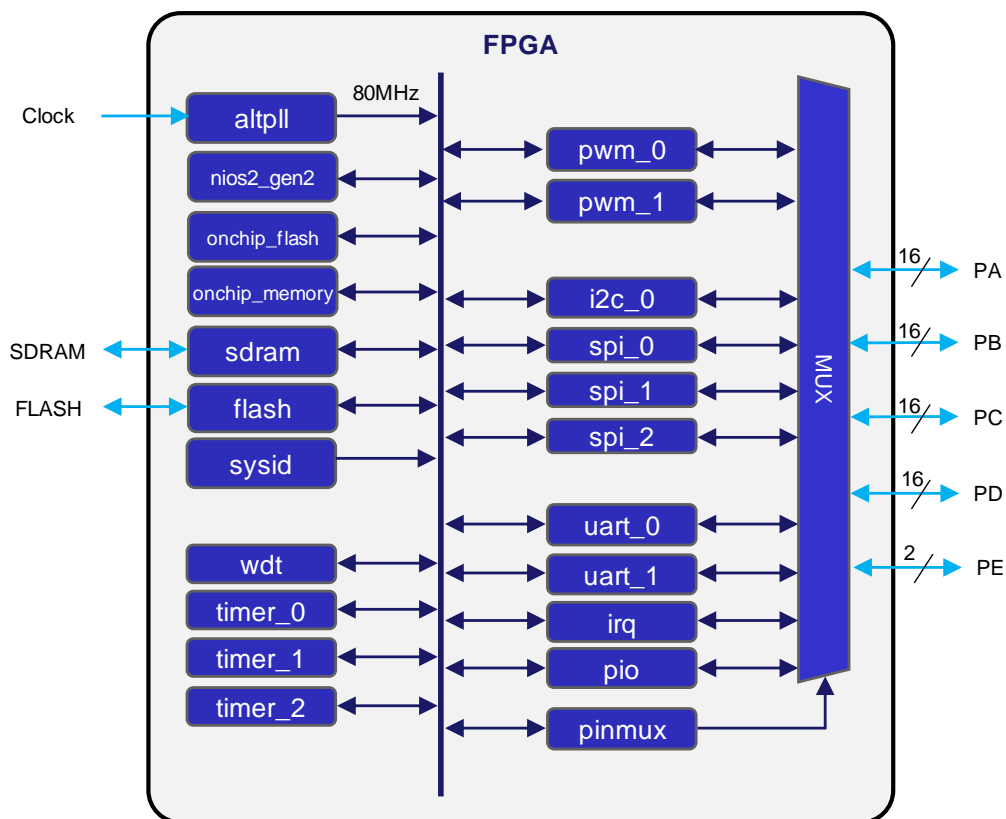 FPGA
Clock
altpll
80MHz
nios2_gen2
onchip_flash
onchip_memory
SDRAM
sdram
FLASH
flash
sysid
wdt
timer_0
timer_1
timer_2
pwm_0
pwm_1
i2c_0
spi_0
spi_1
spi_2
uart_0
uart_1
irq
pio
pinmux
MUX
16
PA
16
PB
16
PC
16
PD
2
PE